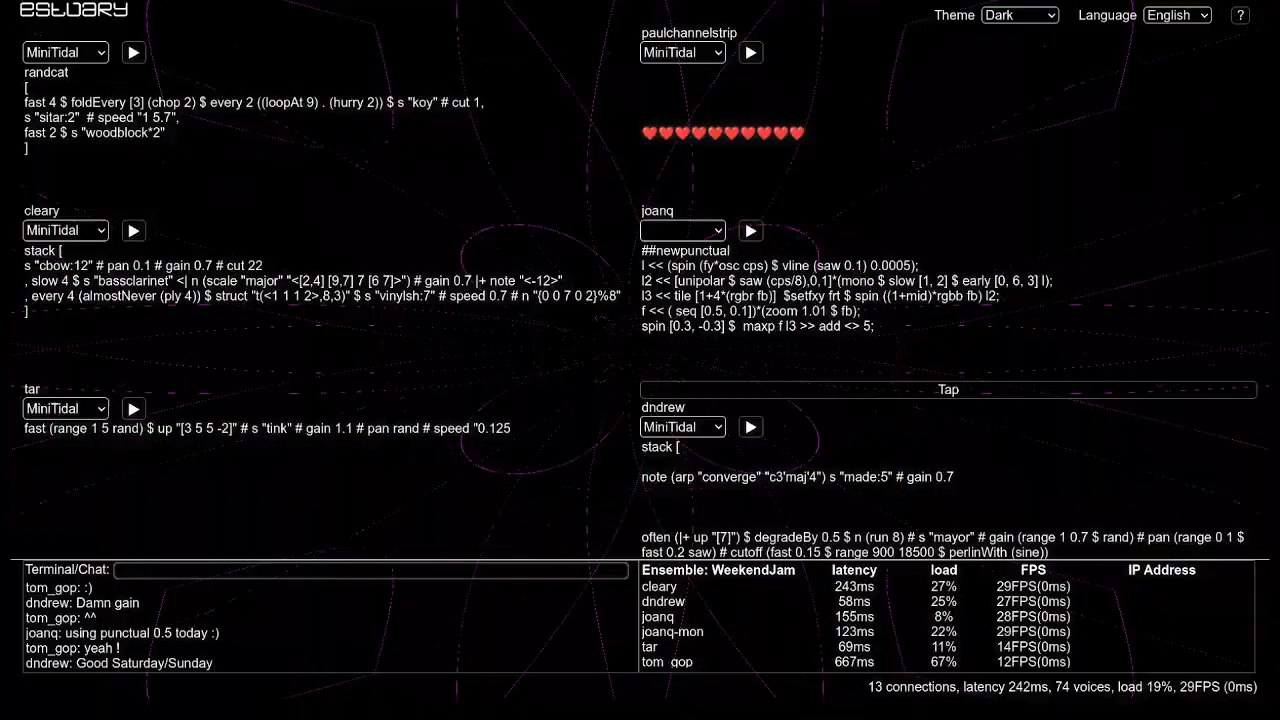 estuary
Theme Dark Language English ?
MiniTidal
randcat
[
fast 4 $ foldEvery [3] (chop 2) $ every 2 ((loopAt 9) . (hurry 2)) $ s "koy" # cut 1,
s "sitar:2"  # speed "1 5.7",
fast 2 $ s "woodblock*2"
]
paulchannelstrip
MiniTidal
❤️❤️❤️❤️❤️❤️❤️❤️❤️❤️
cleary
MiniTidal
stack [
s "cbow:12" # pan 0.1 # gain 0.7 # cut 22
, slow 4 $ s "bassclarinet" <| n (scale "major" "<[2,4] [9,7] 7 [6 7]>") # gain 0.7 |+ note "<-12>"
, every 4 (almostNever (ply 4)) $ struct "t(<1 1 1 2>,8,3)" $ s "vinylsh:7" # speed 0.7 # n "{0 0 7 0 2}%8"
]
joanq
##newpunctual
l << (spin (fy*osc cps) $ vline (saw 0.1) 0.0005);
l2 << [unipolar $ saw (cps/8),0.1]*(mono $ slow [1, 2] $ early [0, 6, 3] l);
l3 << tile [1+4*(rgbr fb)]  $setfxy frt $ spin ((1+mid)*rgbb fb) l2;
f << ( seq [0.5, 0.1])*(zoom 1.01 $ fb);
spin [0.3, -0.3] $  maxp f l3 >> add <> 5;
tar
MiniTidal
fast (range 1 5 rand) $ up "[3 5 5 -2]" # s "tink" # gain 1.1 # pan rand # speed "0.125
Tap
dndrew
MiniTidal
stack [
note (arp "converge" "c3'maj'4") s "made:5" # gain 0.7
often (|+ up "[7]") $ degradeBy 0.5 $ n (run 8) # s "mayor" # gain (range 1 0.7 $ rand) # pan (range 0 1 $
fast 0.2 saw) # cutoff (fast 0.15 $ range 900 18500 $ perlinWith (sine))
Terminal/Chat:
tom_gop: :)
dndrew: Damn gain
tom_gop: ^^
joanq: using punctual 0.5 today :)
tom_gop: yeah !
dndrew: Good Saturday/Sunday
Ensemble: WeekendJam latency load FPS IP Address
cleary 243ms 27% 29FPS(0ms)
dndrew 58ms 25% 27FPS(0ms)
joanq 155ms 8% 28FPS(0ms)
joanq-mon 123ms 22% 29FPS(0ms)
tar 69ms 11% 14FPS(0ms)
tom_gop 667ms 67% 12FPS(0ms)
13 connections, latency 242ms, 74 voices, load 19%, 29FPS (0ms)